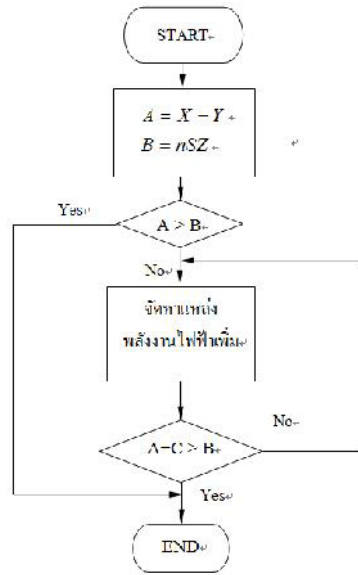 START
A = X − Y
B = nSZ
Yes
A > B
No
จัดหาแหล่ง
พลังงานไฟฟ้าเพิ่ม
No
A−C > B
Yes
END